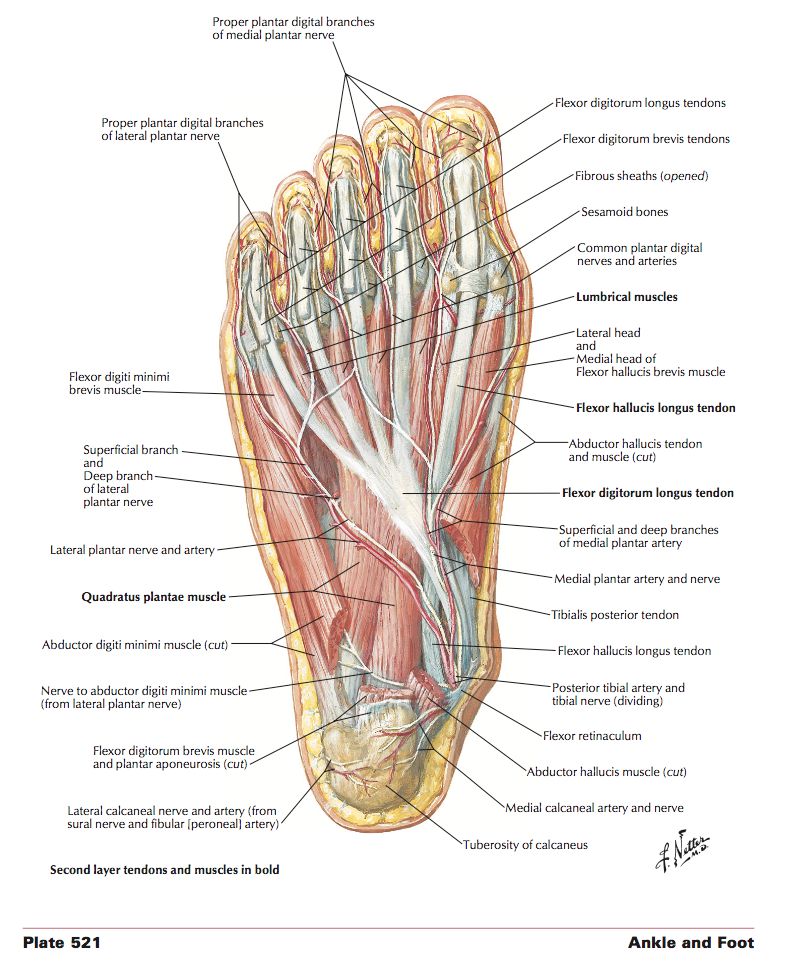 Proper plantar digital branches
of medial plantar nerve
Proper plantar digital branches
of lateral plantar nerve
Flexor digitorum longus tendons
Flexor digitorum brevis tendons
Fibrous sheaths (opened)
Sesamoid bones
Common plantar digital
nerves and arteries
Lumbrical muscles
Lateral head
and
Medial head of
Flexor hallucis brevis muscle
Flexor digiti minimi
brevis muscle
Flexor hallucis longus tendon
Abductor hallucis tendon
and muscle (cut)
Superficial branch
and
Deep branch
of lateral
plantar nerve
Flexor digitorum longus tendon
Superficial and deep branches
of medial plantar artery
Lateral plantar nerve and artery
Medial plantar artery and nerve
Quadratus plantae muscle
Tibialis posterior tendon
Abductor digiti minimi muscle (cut)
Flexor hallucis longus tendon
Nerve to abductor digiti minimi muscle
(from lateral plantar nerve)
Posterior tibial artery and
tibial nerve (dividing)
Flexor retinaculum
Flexor digitorum brevis muscle
and plantar aponeurosis (cut)
Abductor hallucis muscle (cut)
Lateral calcaneal nerve and artery (from
sural nerve and fibular [peroneal] artery)
Medial calcaneal artery and nerve
Tuberosity of calcaneus
F. Netter
M.D.
Second layer tendons and muscles in bold
Plate 521
Ankle and Foot